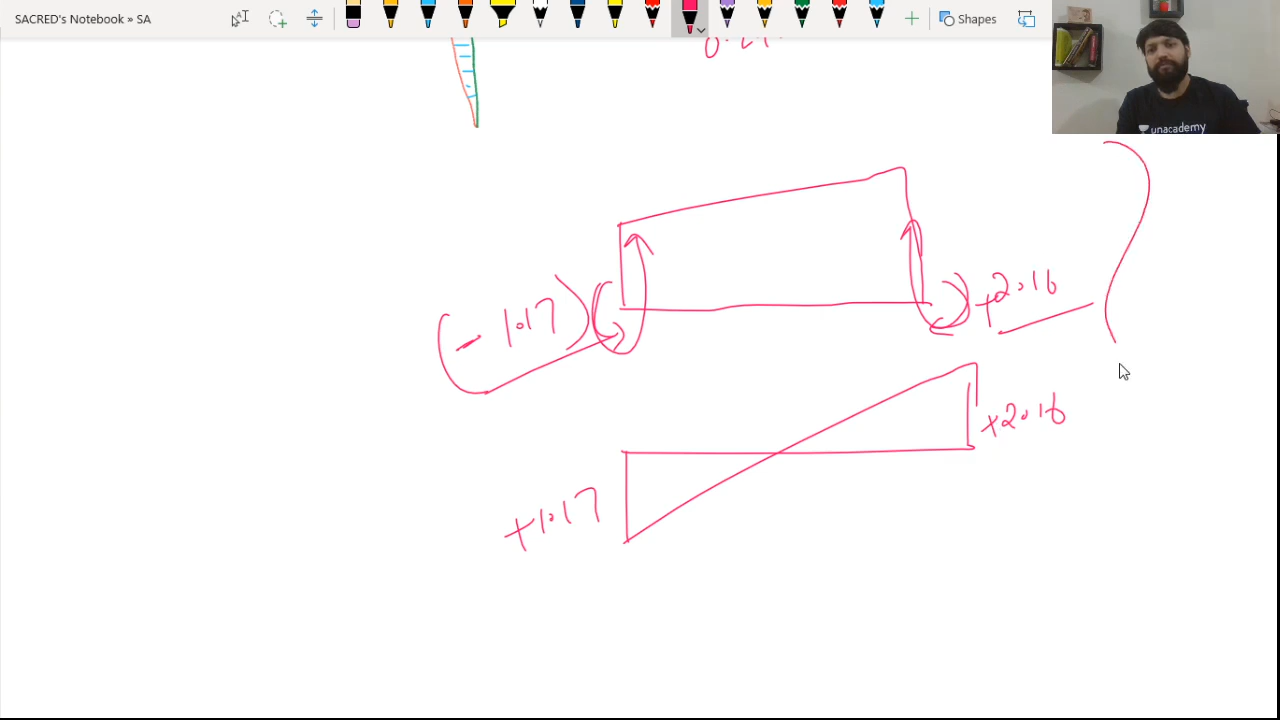 SACRED's Notebook » SA
Shapes
unacademy
(-1.17)
+2.16
+2.16
+1.17